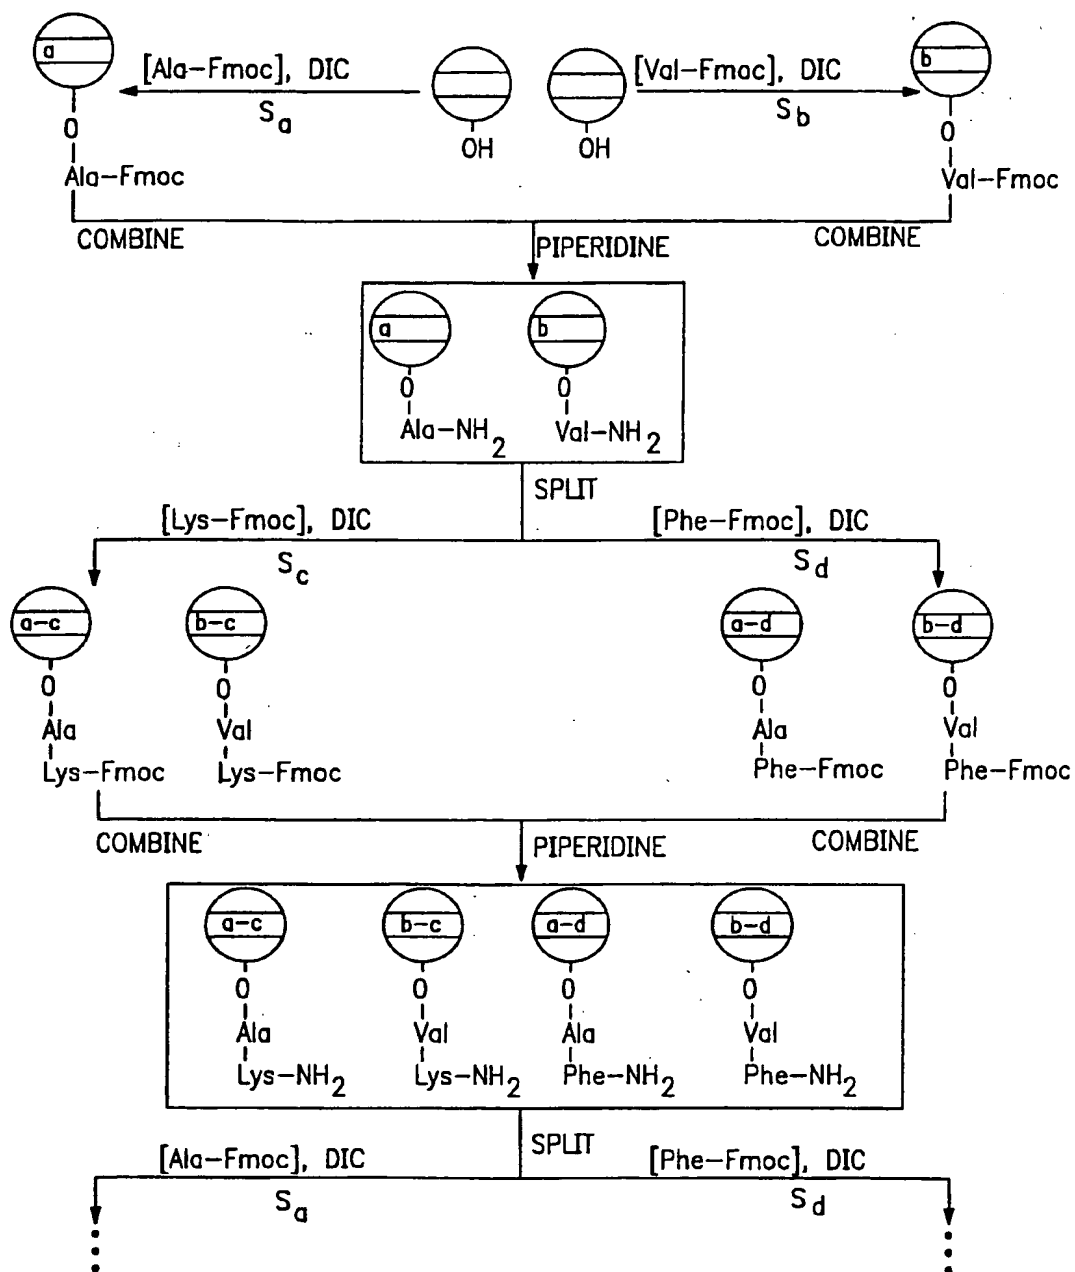 a
b
[Ala-Fmoc], DIC
[Val-Fmoc], DIC
Sa
Sb
O
OH
OH
O
Ala-Fmoc
Val-Fmoc
COMBINE
PIPERIDINE
COMBINE
a
b
O
O
Ala-NH2
Val-NH2
SPLIT
[Lys-Fmoc], DIC
[Phe-Fmoc], DIC
Sc
Sd
a-c
b-c
a-d
b-d
O
O
O
O
Ala
Val
Ala
Val
Lys-Fmoc
Lys-Fmoc
Phe-Fmoc
Phe-Fmoc
COMBINE
PIPERIDINE
COMBINE
a-c
b-c
a-d
b-d
O
O
O
O
Ala
Val
Ala
Val
Lys-NH2
Lys-NH2
Phe-NH2
Phe-NH2
SPLIT
[Ala-Fmoc], DIC
[Phe-Fmoc], DIC
Sa
Sd